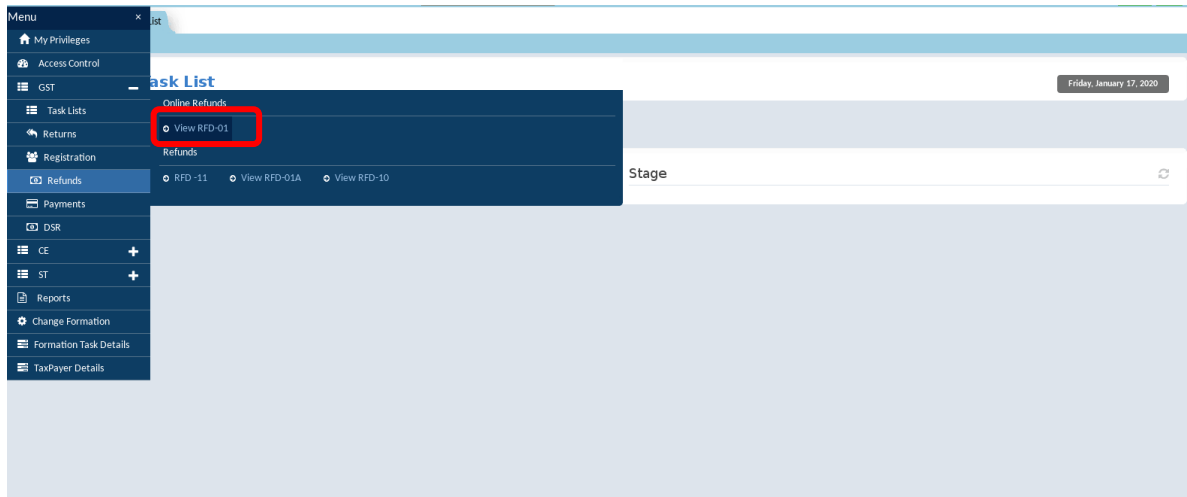 Menu ×
ist
My Privileges
Access Control
GST
ask List
Friday, January 17, 2020
Task Lists
Online Refunds
Returns
View RFD-01
Registration
Refunds
Stage
Refunds
RFD -11 View RFD-01A View RFD-10
Payments
DSR
CE
ST
Reports
Change Formation
Formation Task Details
TaxPayer Details